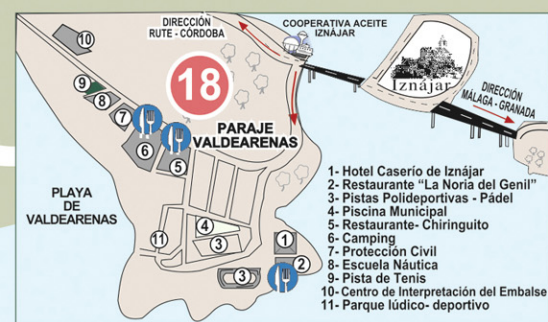 DIRECCIÓN
RUTE - CÓRDOBA
COOPERATIVA ACEITE
IZNÁJAR
Iznájar
DIRECCIÓN
MÁLAGA - GRANADA
10
18
9
8
7
6
5
PARAJE
VALDEARENAS
PLAYA
DE
VALDEARENAS
4
3
11
1
2
3
1- Hotel Caserío de Iznájar
2- Restaurante “La Noria del Genil”
3- Pistas Polideportivas - Pádel
4- Piscina Municipal
5- Restaurante- Chiringuito
6- Camping
7- Protección Civil
8- Escuela Náutica
9- Pista de Tenis
10- Centro de Interpretación del Embalse
11- Parque lúdico- deportivo